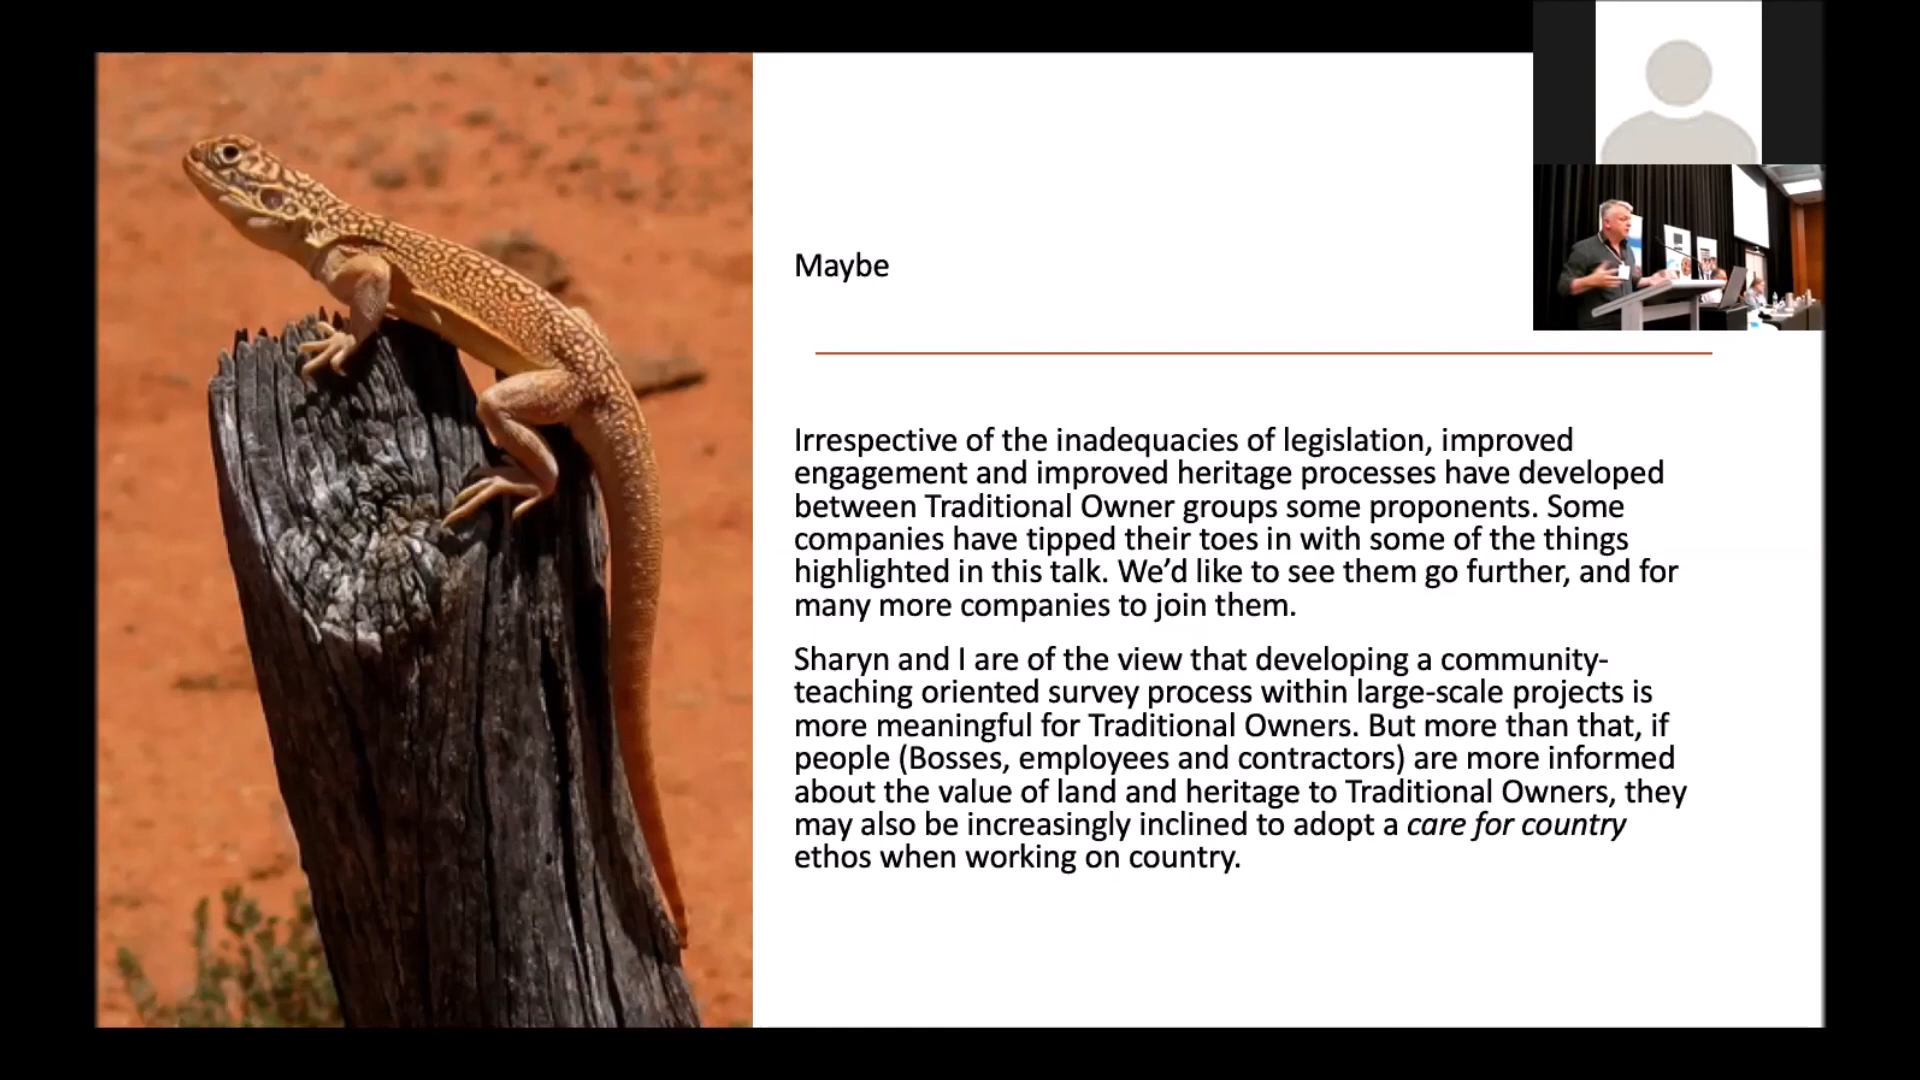 Maybe
Irrespective of the inadequacies of legislation, improved
engagement and improved heritage processes have developed
between Traditional Owner groups some proponents. Some
companies have tipped their toes in with some of the things
highlighted in this talk. We’d like to see them go further, and for
many more companies to join them.
Sharyn and I are of the view that developing a community-
teaching oriented survey process within large-scale projects is
more meaningful for Traditional Owners. But more than that, if
people (Bosses, employees and contractors) are more informed
about the value of land and heritage to Traditional Owners, they
may also be increasingly inclined to adopt a care for country
ethos when working on country.